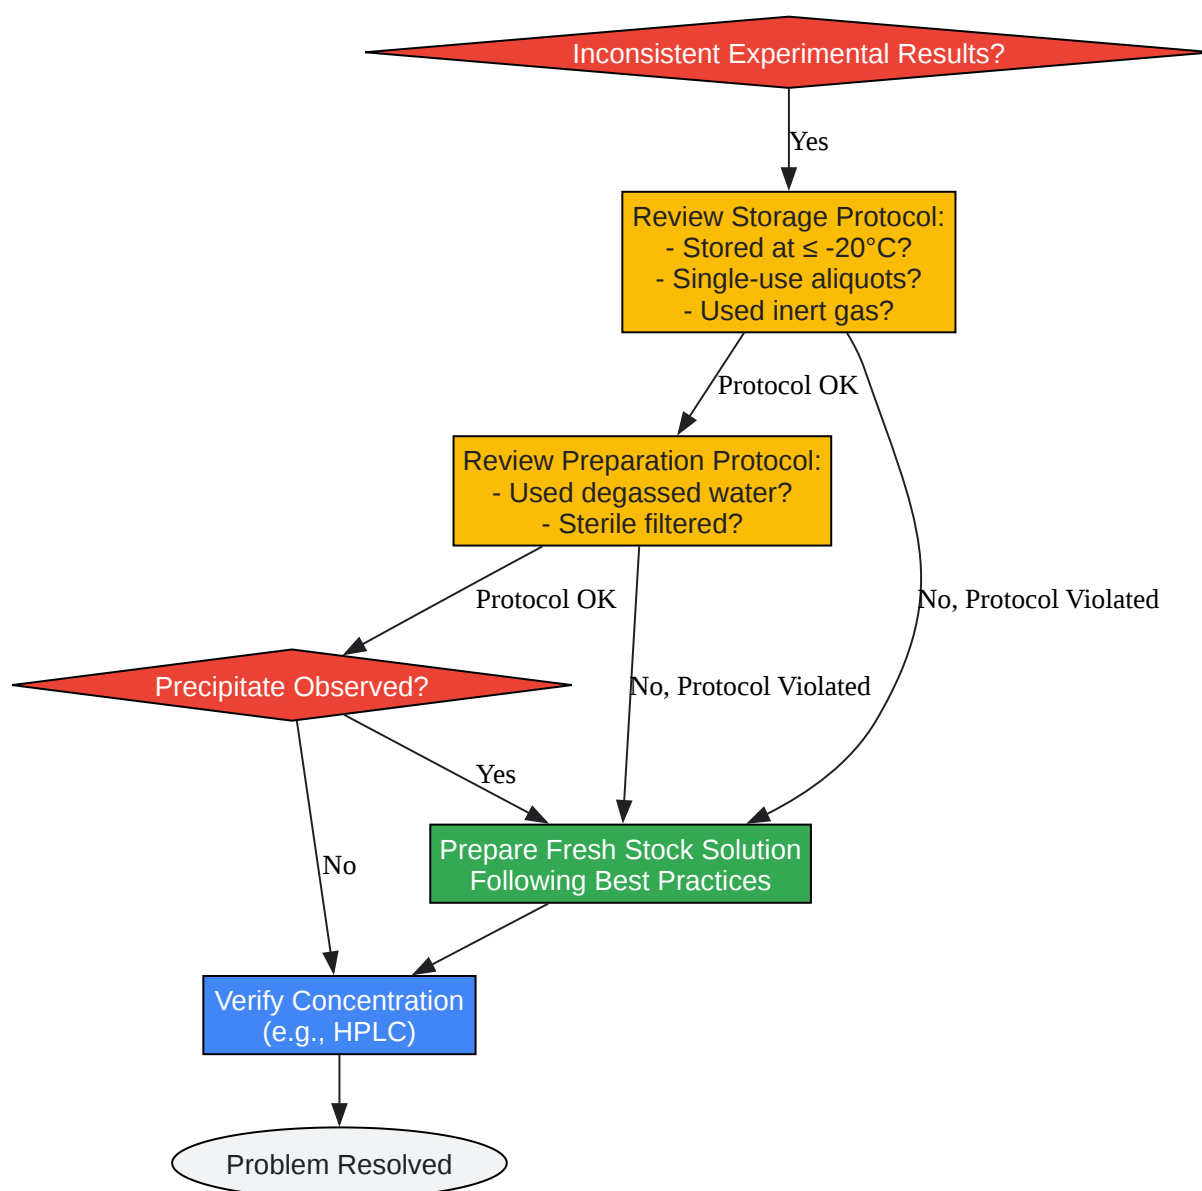 Inconsistent Experimental Results?
Yes
Review Storage Protocol:
- Stored at ≤ -20°C?
- Single-use aliquots?
- Used inert gas?
Protocol OK
Review Preparation Protocol:
- Used degassed water?
- Sterile filtered?
Protocol OK
No, Protocol Violated
Precipitate Observed?
No, Protocol Violated
Yes
Prepare Fresh Stock Solution
Following Best Practices
No
Verify Concentration
(e.g., HPLC)
Problem Resolved